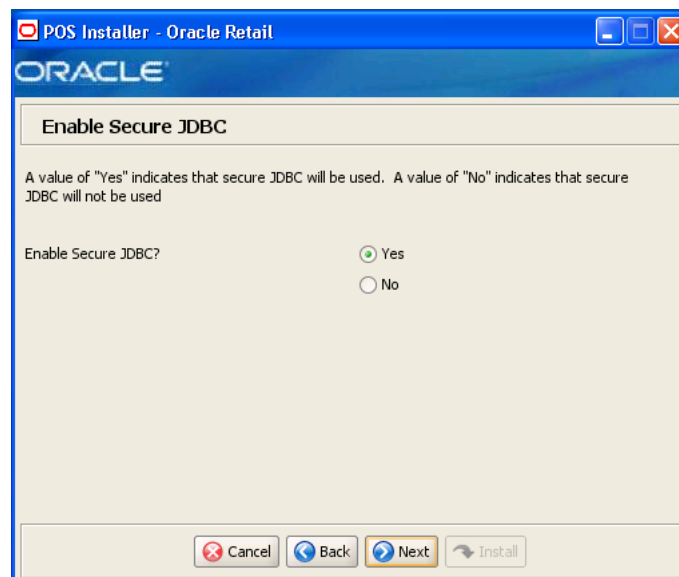 POS Installer - Oracle Retail
ORACLE
Enable Secure JDBC
A value of "Yes" indicates that secure JDBC will be used. A value of "No" indicates that secure
JDBC will not be used
Enable Secure JDBC?
Yes
No
Cancel
Back
Next
Install